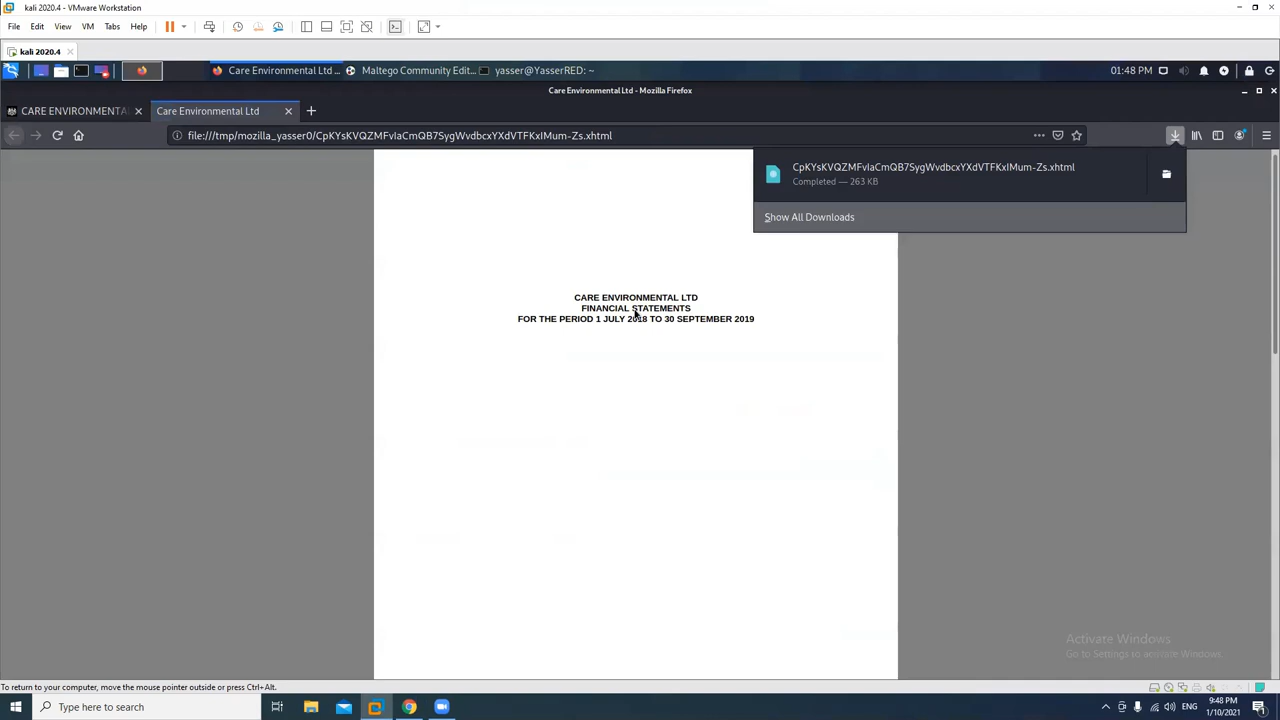 kali 2020.4 - VMware Workstation
File Edit View VM Tabs Help
kali 2020.4
Care Environmental Ltd ... Maltego Community Edit... yasser@YasserRED: ~ 01:48 PM
Care Environmental Ltd - Mozilla Firefox
CARE ENVIRONMENTAL Care Environmental Ltd
file:///tmp/mozilla_yasser0/CpKYsKVQZMFvIaCmQB7SygWvdbcxYXdVTFKxIMum-Zs.xhtml
CpKYsKVQZMFvIaCmQB7SygWvdbcxYXdVTFKxIMum-Zs.xhtml
Completed — 263 KB
Show All Downloads
CARE ENVIRONMENTAL LTD
FINANCIAL STATEMENTS
FOR THE PERIOD 1 JULY 2018 TO 30 SEPTEMBER 2019
Activate Windows
Go to Settings to activate Windows.
To return to your computer, move the mouse pointer outside or press Ctrl+Alt.
Type here to search
ENG
9:48 PM
1/10/2021